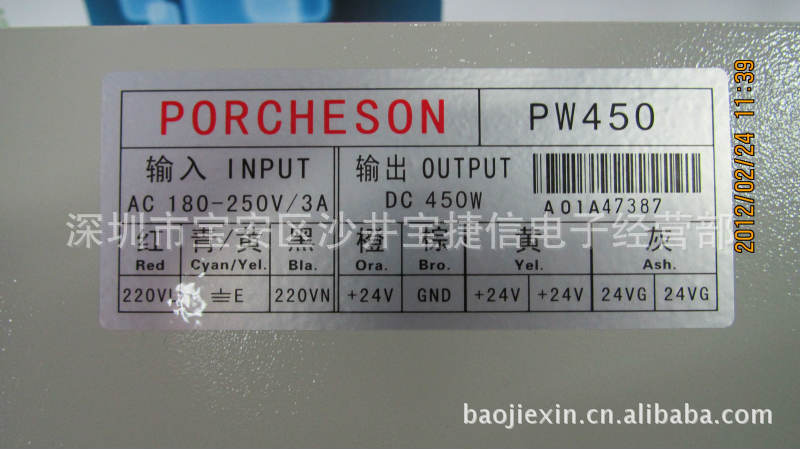 PORCHESON PW450
输入 INPUT 输出 OUTPUT
AC 180-250V/3A DC 450W A01A47387
深圳市宝安区沙井宝捷信电子经营部
红 青/黄 黑 橙 棕 黄 灰
Red Cyan/Yel. Bla. Ora. Bro. Yel. Ash.
220VL E 220VN +24V GND +24V +24V 24VG 24VG
2012/02/24 11:39
baojiexin.cn.alibaba.com